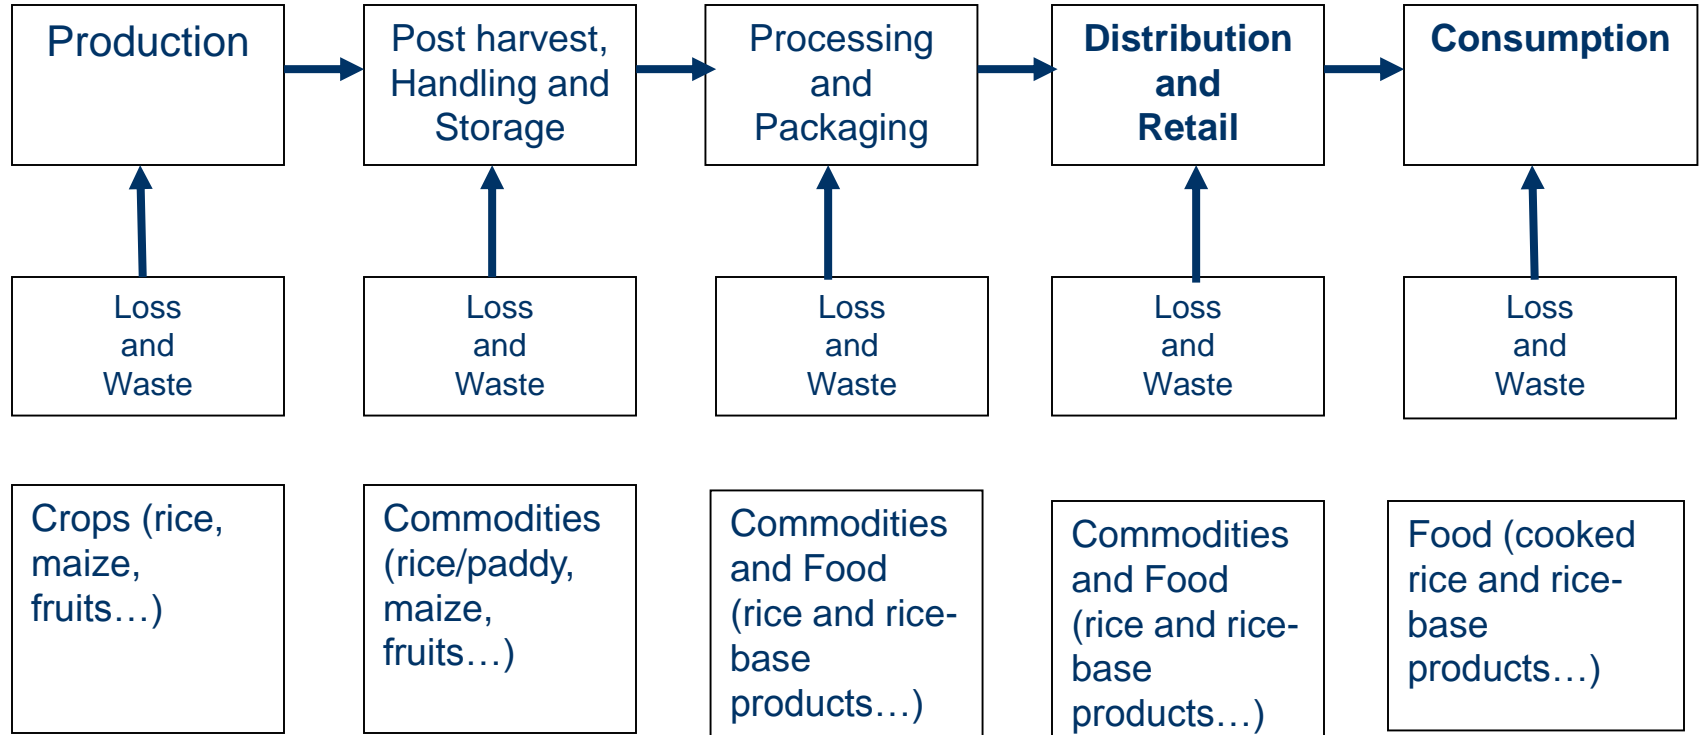 Production
Post harvest,
Handling and
Storage
Processing
and
Packaging
Distribution
and
Retail
Consumption
Loss
and
Waste
Loss
and
Waste
Loss
and
Waste
Loss
and
Waste
Loss
and
Waste
Crops (rice,
maize,
fruits…)
Commodities
(rice/paddy,
maize,
fruits…)
Commodities
and Food
(rice and rice-
base
products…)
Commodities
and Food
(rice and rice-
base
products…)
Food (cooked
rice and rice-
base
products…)